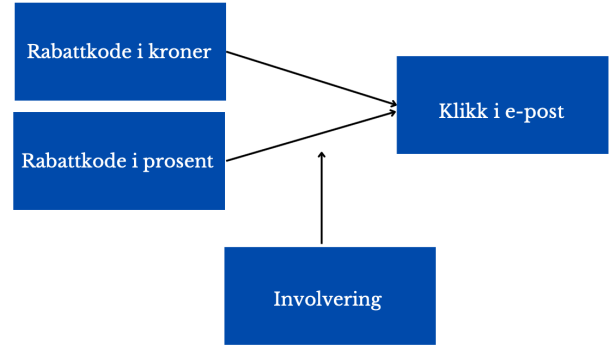 Rabattkode i kroner
Klikk i e-post
Rabattkode i prosent
Involvering